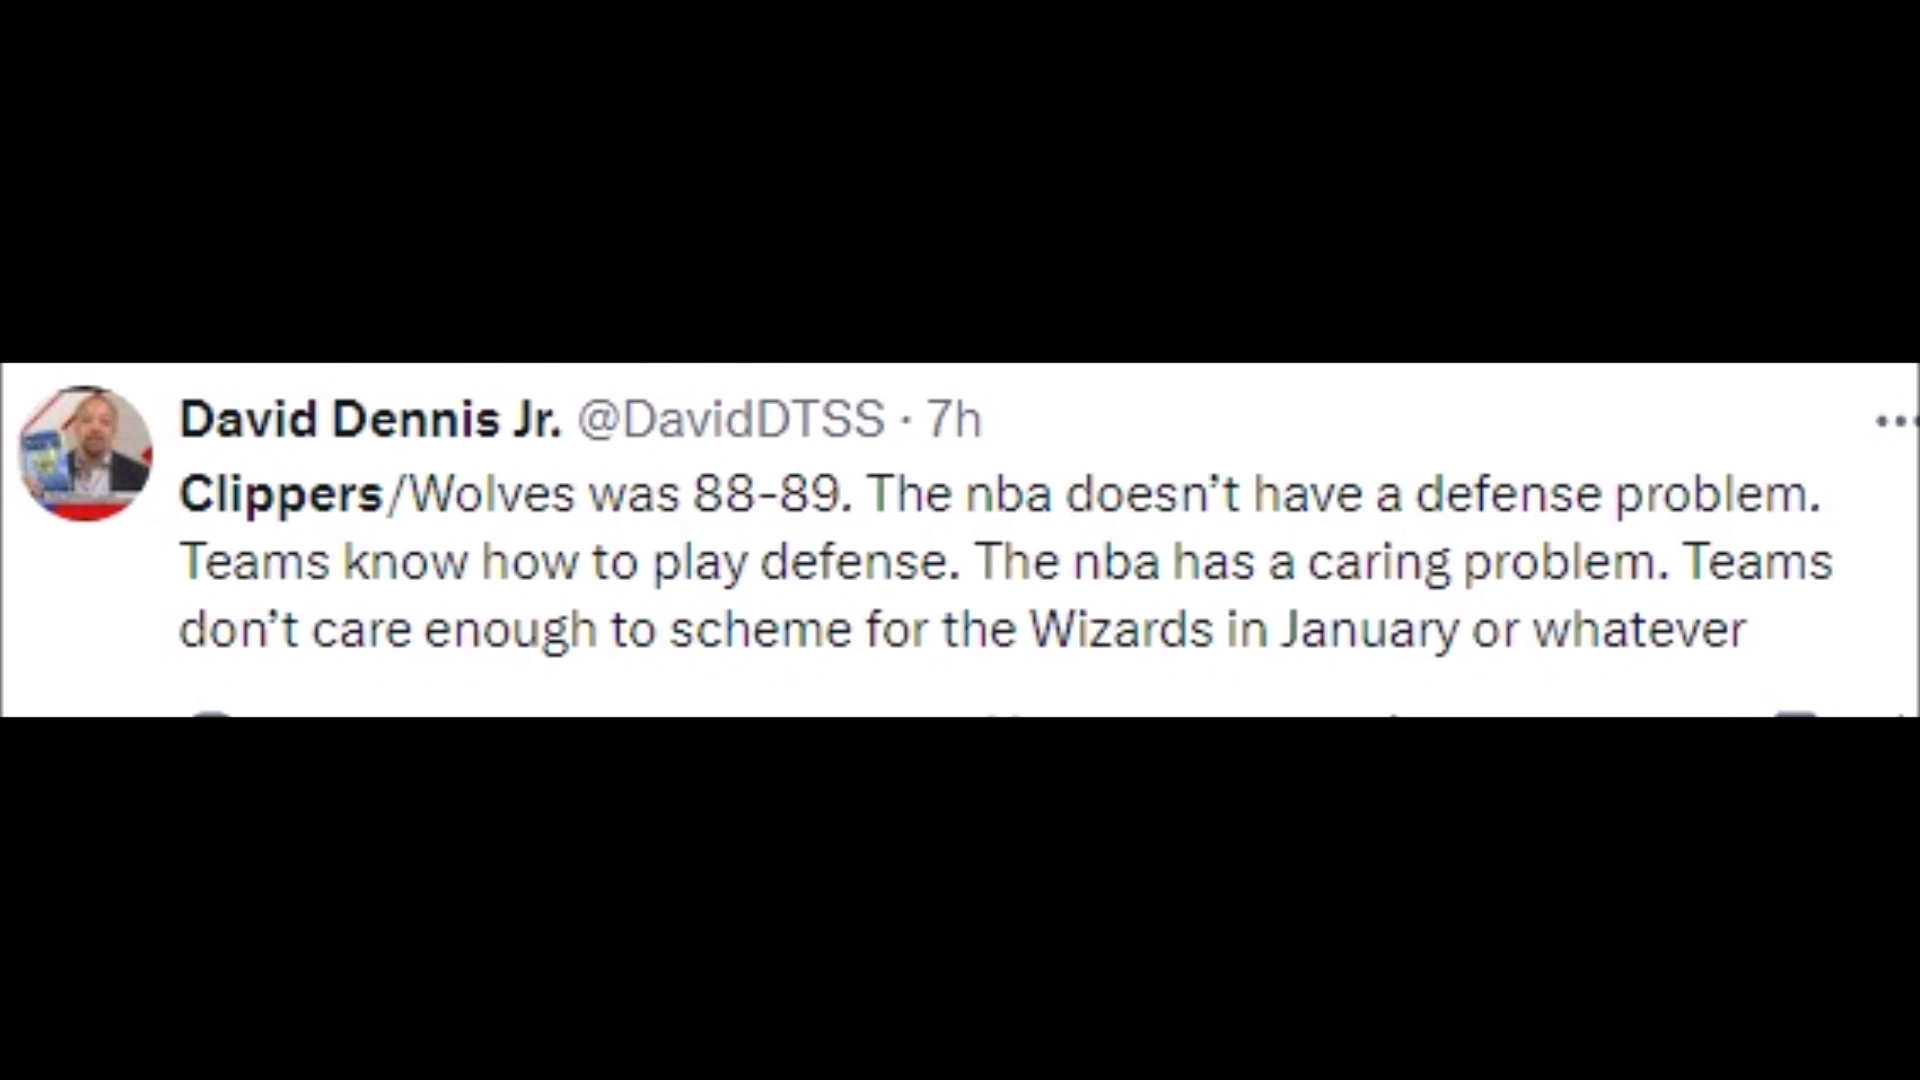 David Dennis Jr. @DavidDTSS · 7h
Clippers/Wolves was 88-89. The nba doesn’t have a defense problem.
Teams know how to play defense. The nba has a caring problem. Teams
don’t care enough to scheme for the Wizards in January or whatever